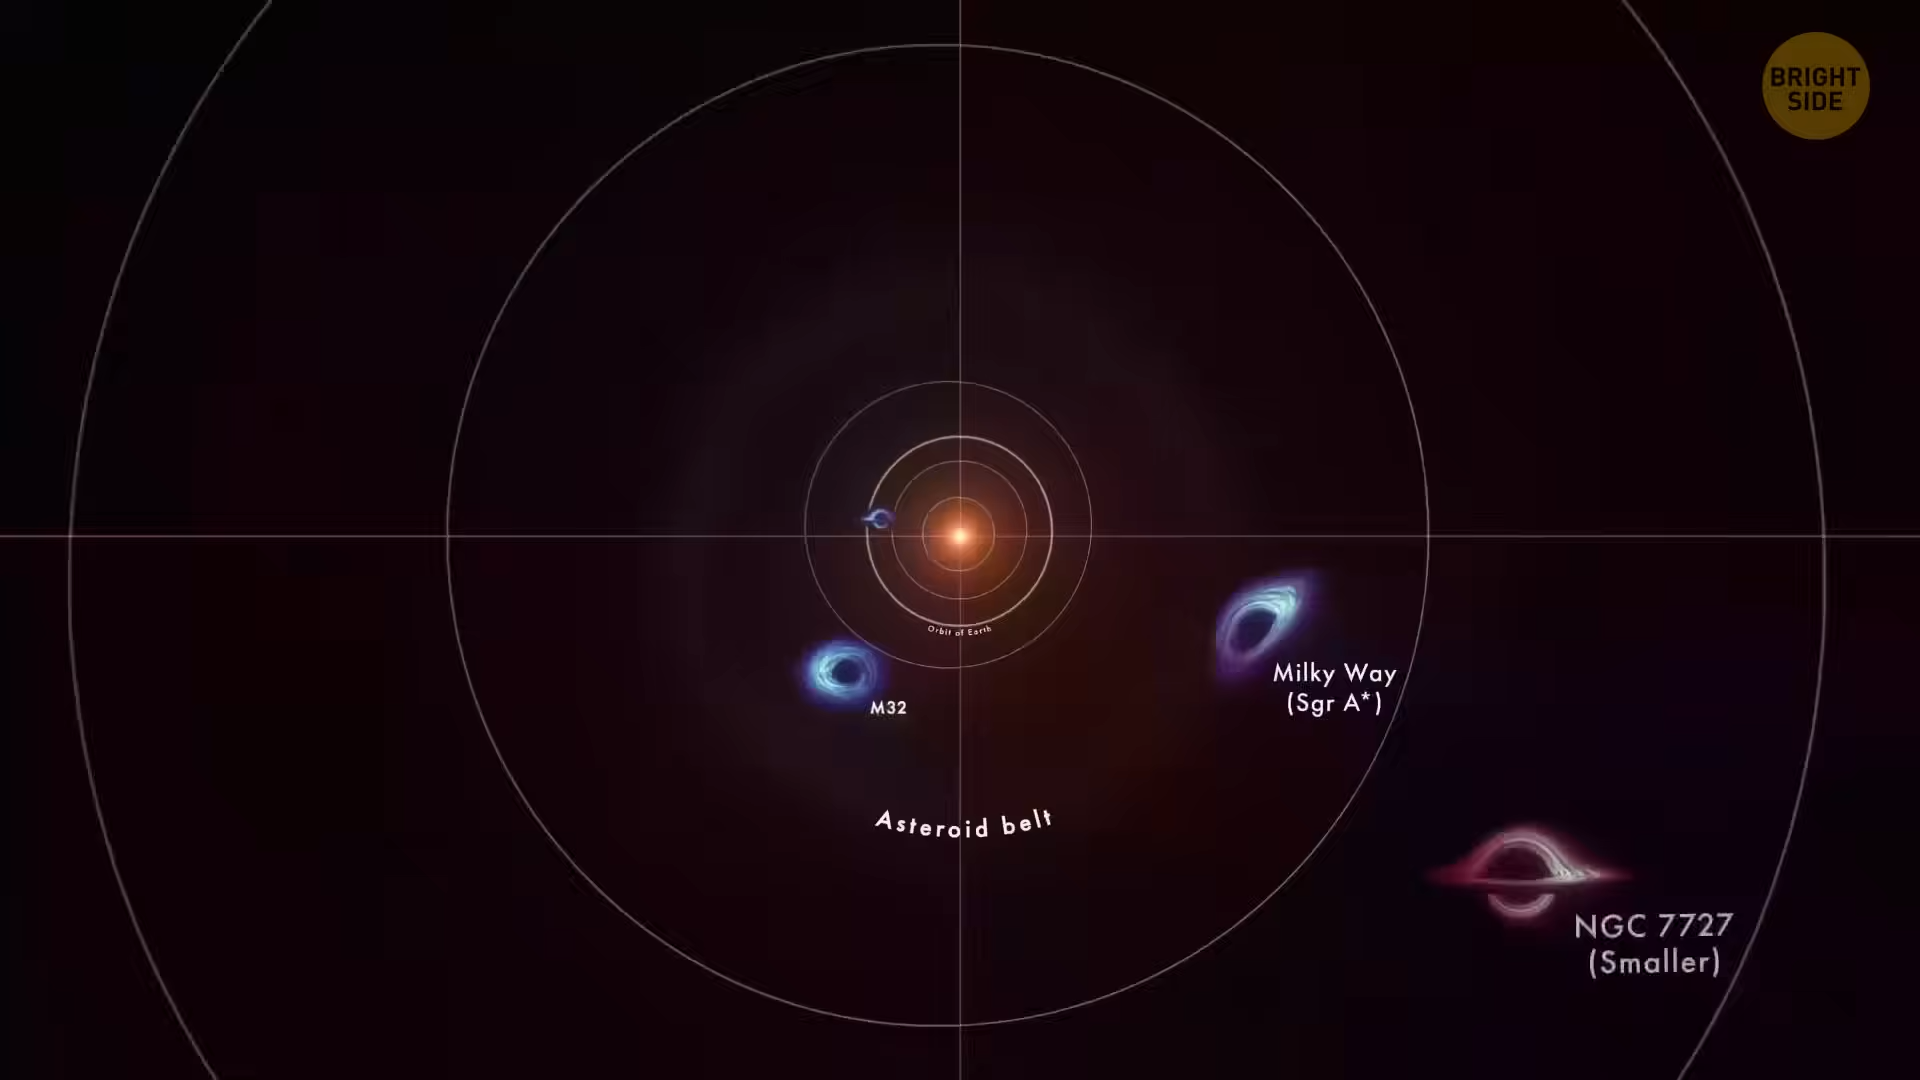 BRIGHT
SIDE
Orbit of Earth
Milky Way
(Sgr A*)
M32
Asteroid belt
NGC 7727
(Smaller)